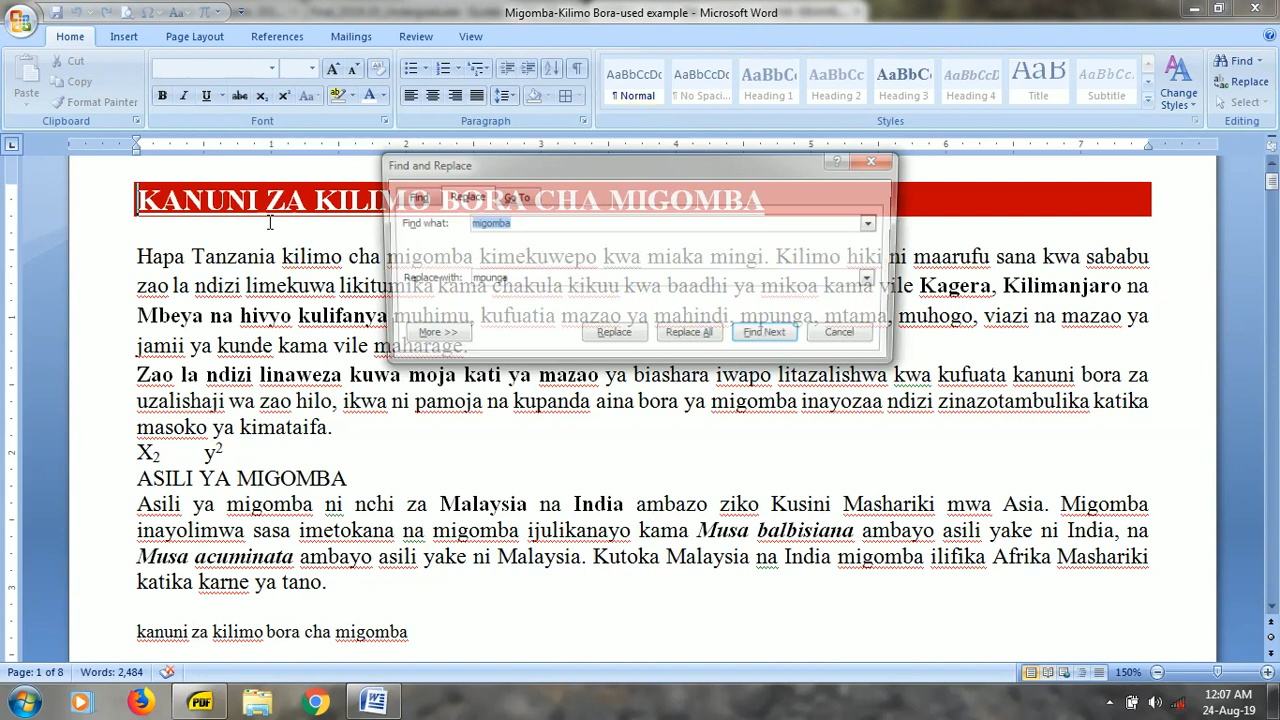 Migomba-Kilimo Bora-used example - Microsoft Word
Home Insert Page Layout References Mailings Review View
Paste
Cut
Copy
Format Painter
Clipboard
Font
Paragraph
AaBbCcDc AaBbCcDc AaBbC AaBbCc AaBbCc AaBbCc AaB AaBbCc
¶ Normal ¶ No Spaci... Heading 1 Heading 2 Heading 3 Heading 4 Title Subtitle
Change Styles
Styles
Find
Replace
Select
Editing
Find and Replace
Find Replace Go To
Find what: migomba
Replace with: mpunga
More >> Replace Replace All Find Next Cancel
KANUNI ZA KILIMO BORA CHA MIGOMBA
Hapa Tanzania kilimo cha migomba kimekuwepo kwa miaka mingi. Kilimo hiki ni maarufu sana kwa sababu
zao la ndizi limekuwa likitumika kama chakula kikuu kwa baadhi ya mikoa kama vile Kagera, Kilimanjaro na
Mbeya na hivyo kulifanya muhimu, kufuatia mazao ya mahindi, mpunga, mtama, muhogo, viazi na mazao ya
jamii ya kunde kama vile maharage.
Zao la ndizi linaweza kuwa moja kati ya mazao ya biashara iwapo litazalishwa kwa kufuata kanuni bora za
uzalishaji wa zao hilo, ikwa ni pamoja na kupanda aina bora ya migomba inayozaa ndizi zinazotambulika katika
masoko ya kimataifa.
X2 y2
ASILI YA MIGOMBA
Asili ya migomba ni nchi za Malaysia na India ambazo ziko Kusini Mashariki mwa Asia. Migomba
inayolimwa sasa imetokana na migomba ijulikanayo kama Musa balbisiana ambayo asili yake ni India, na
Musa acuminata ambayo asili yake ni Malaysia. Kutoka Malaysia na India migomba ilifika Afrika Mashariki
katika karne ya tano.
kanuni za kilimo bora cha migomba
Page: 1 of 8 Words: 2,484 150%
12:07 AM
24-Aug-19